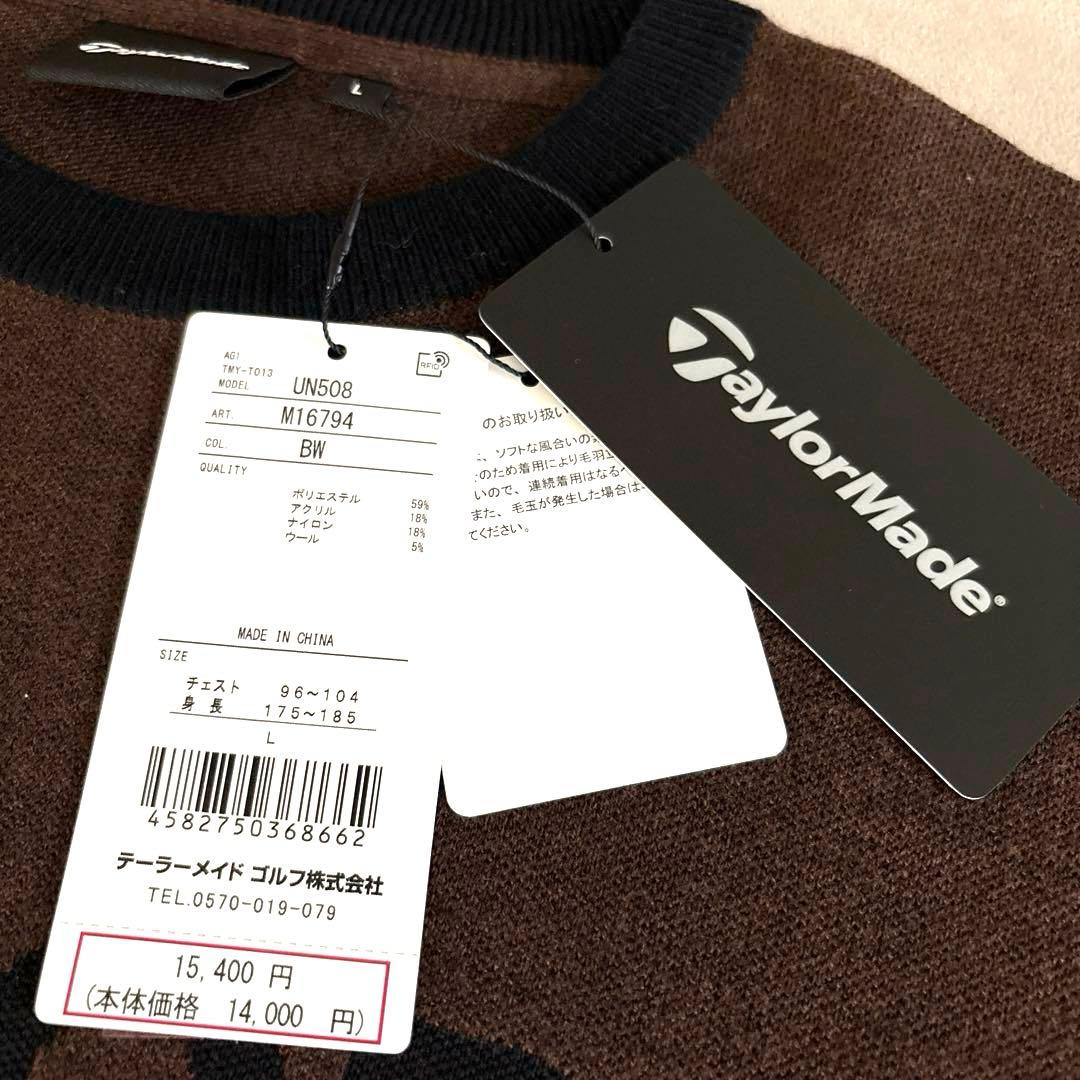 TaylorMade
L
AG1
TMY-T013
MODEL UN508
ART. M16794
COL. BW
QUALITY
ポリエステル 59%
アクリル 18%
ナイロン 18%
ウール 5%
MADE IN CHINA
SIZE
チェスト 96〜104
身長 175〜185
L
4582750368662
テーラーメイド ゴルフ株式会社
TEL.0570-019-079
15,400 円
(本体価格 14,000 円)
RFID
のお取り扱い
、ソフトな風合いの
のため着用により毛羽
いので、連続着用はなるべ
また、毛玉が発生した場合は
てください。
TaylorMade®